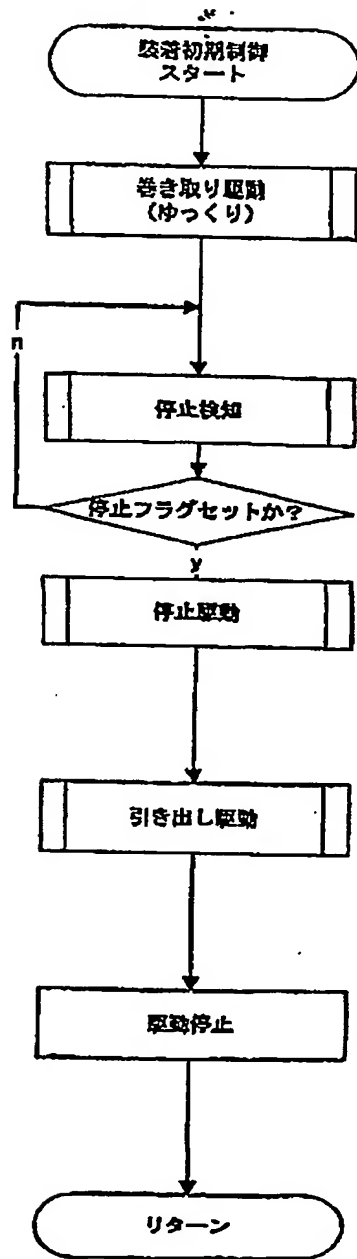 装着初期制御
スタート
巻き取り駆動
(ゆっくり)
n
停止検知
停止フラグセットか?
y
停止駆動
引き出し駆動
駆動停止
リターン